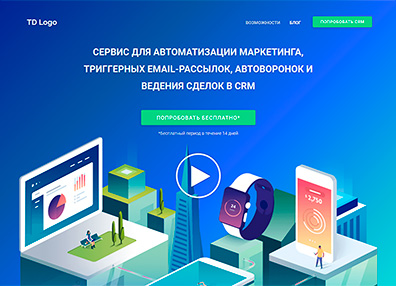 TD Logo
ВОЗМОЖНОСТИ
БЛОГ
ПОПРОБОВАТЬ CRM
СЕРВИС ДЛЯ АВТОМАТИЗАЦИИ МАРКЕТИНГА,
ТРИГГЕРНЫХ EMAIL-РАССЫЛОК, АВТОВОРОНОК И
ВЕДЕНИЯ СДЕЛОК В CRM
ПОПРОБОВАТЬ БЕСПЛАТНО*
*бесплатный период в течение 14 дней
24
2,750